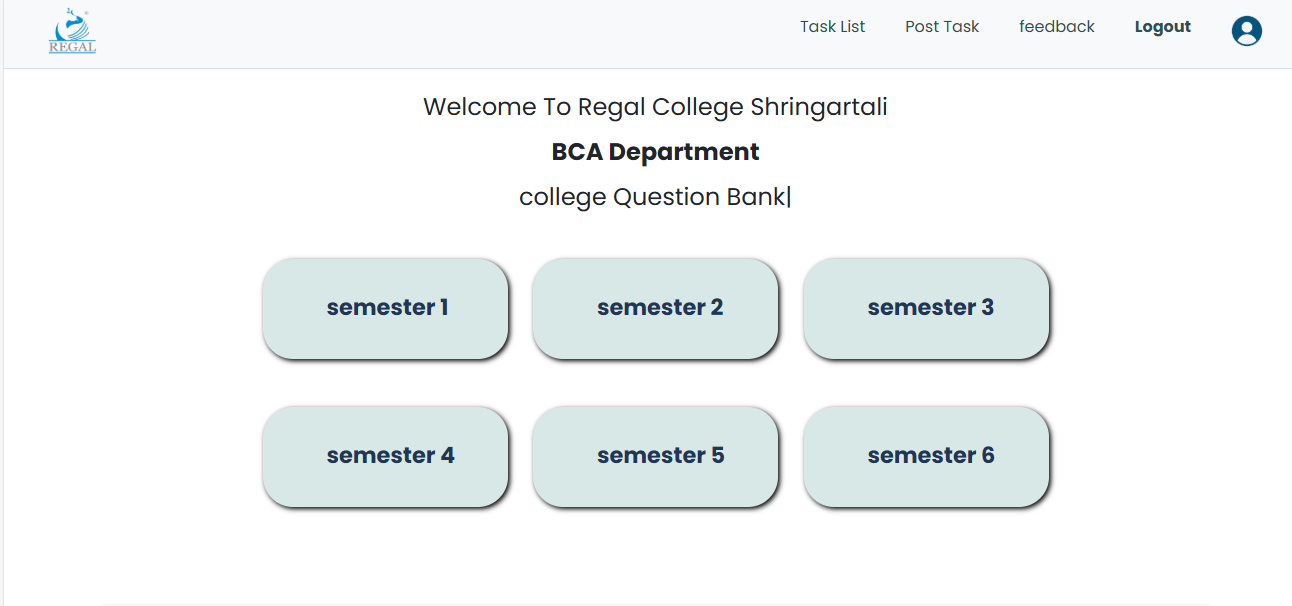 REGAL
Task List
Post Task
feedback
Logout
Welcome To Regal College Shringartali
BCA Department
college Question Bank|
semester 1
semester 2
semester 3
semester 4
semester 5
semester 6